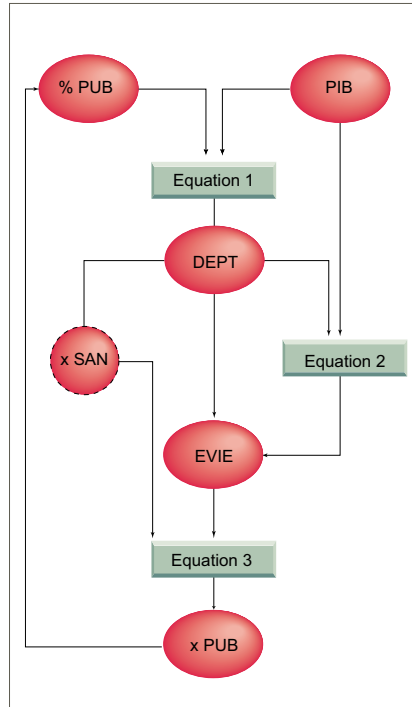 % PUB
PIB
Equation 1
DEPT
x SAN
Equation 2
EVIE
Equation 3
x PUB